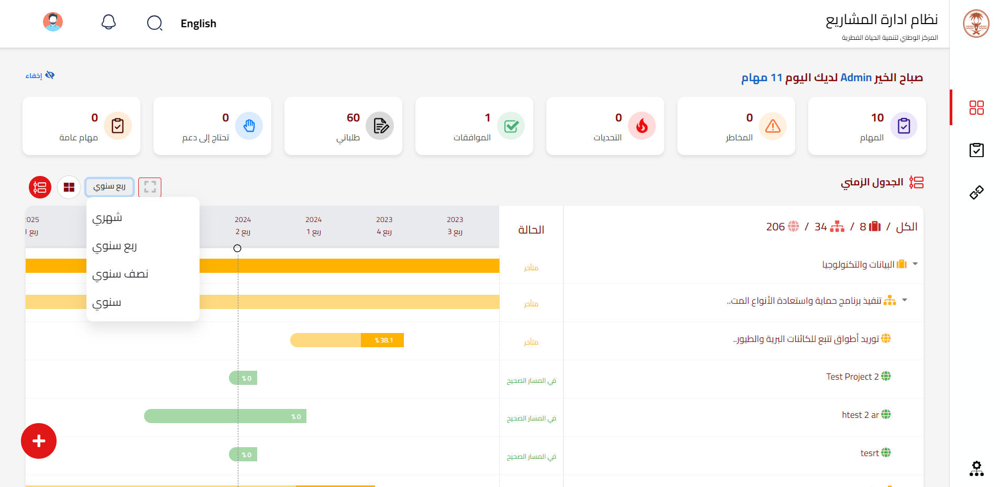 نظام ادارة المشاريع
المركز الوطني لتنمية الحياة الفطرية
English
صباح الخير Admin لديك اليوم 11 مهام
إخفاء
10
المهام
0
المخاطر
0
التحديات
1
الموافقات
60
طلباتي
0
تحتاج إلى دعم
0
مهام عامة
الجدول الزمني
ربع سنوي
شهري
ربع سنوي
نصف سنوي
سنوي
الكل / 8 / 34 / 206
الحالة
2023
ربع 3
2023
ربع 4
2024
ربع 1
2024
ربع 2
025
ربع 1
البيانات والتكنولوجيا
متأخر
تنفيذ برنامج حماية واستعادة الأنواع المت..
متأخر
توريد أطواق تتبع للكائنات البرية والطيور..
متأخر
38.1 %
Test Project 2
في المسار الصحيح
0 %
htest 2 ar
في المسار الصحيح
0 %
tesrt
في المسار الصحيح
0 %